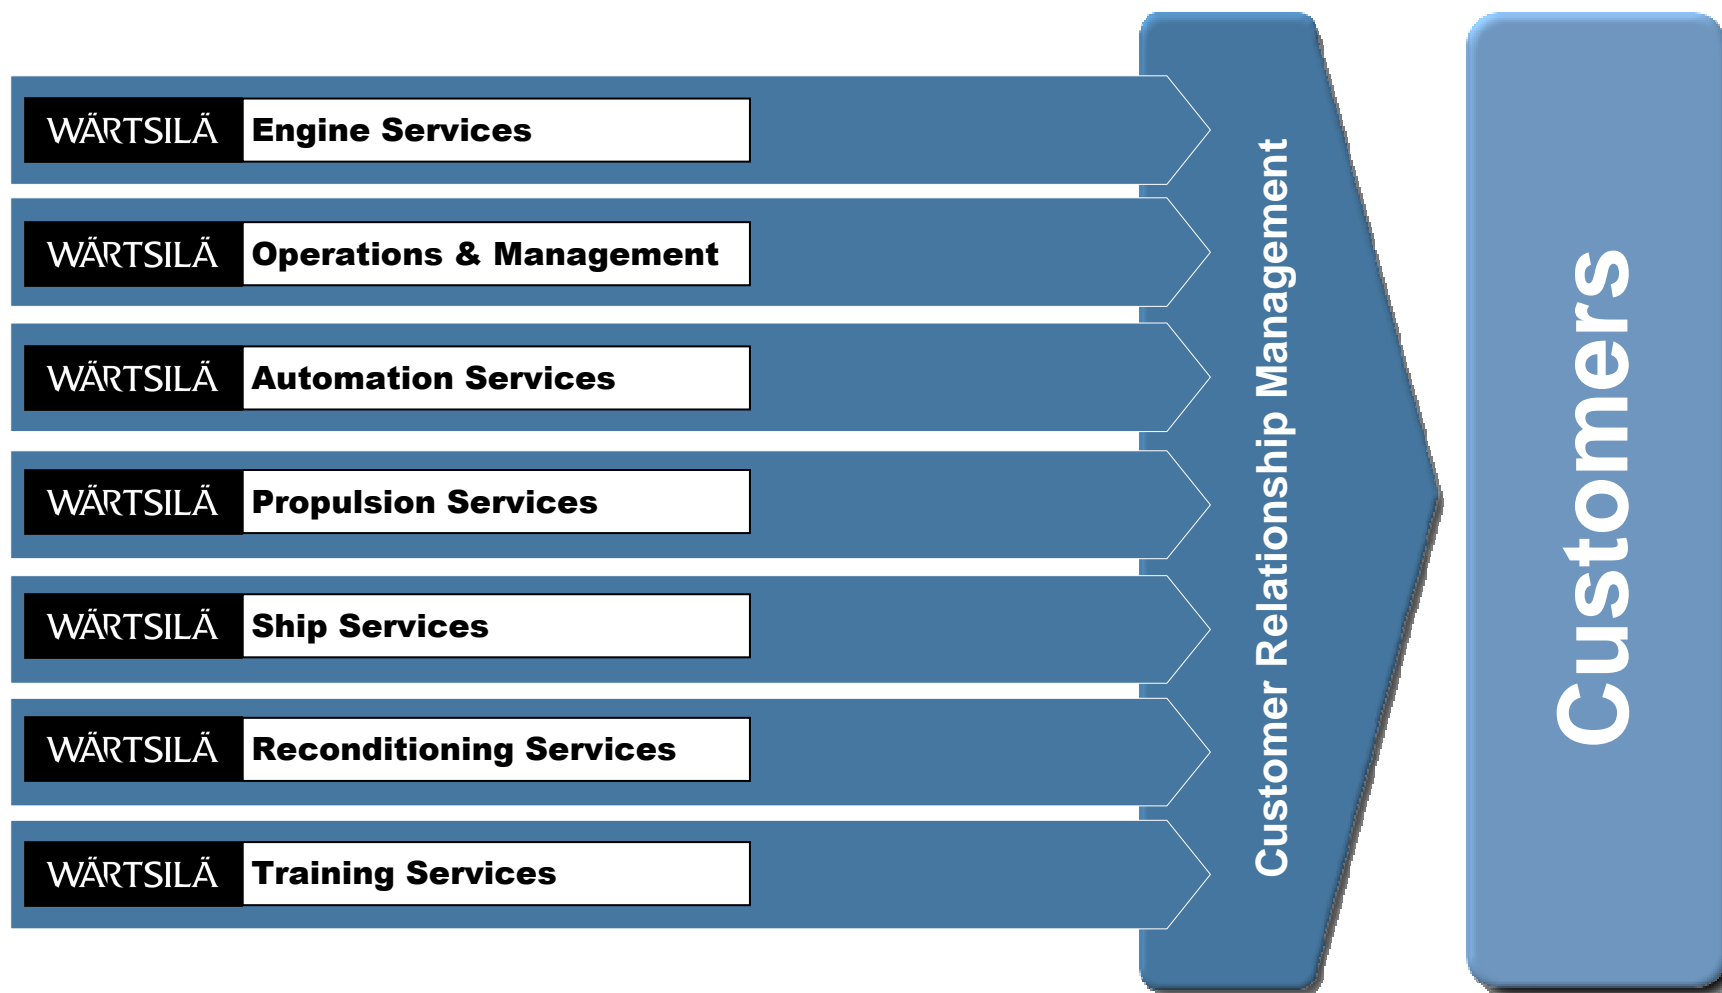 WÄRTSILÄ Engine Services
WÄRTSILÄ Operations & Management
WÄRTSILÄ Automation Services
WÄRTSILÄ Propulsion Services
WÄRTSILÄ Ship Services
WÄRTSILÄ Reconditioning Services
WÄRTSILÄ Training Services
Customer Relationship Management
Customers